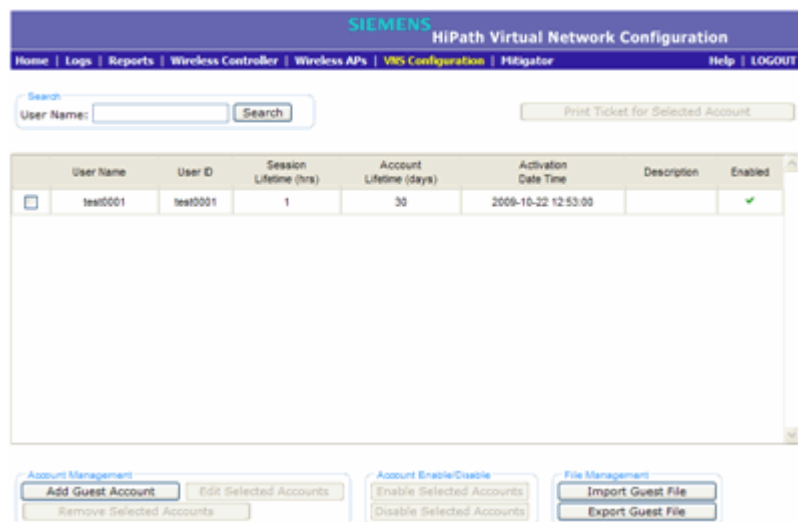 SIEMENS
HiPath Virtual Network Configuration
Home | Logs | Reports | Wireless Controller | Wireless APs | VNS Configuration | Mitigator Help | LOGOUT
Search
User Name: Search Print Ticket for Selected Account
User Name User ID Session Lifetime (hrs) Account Lifetime (days) Activation Date Time Description Enabled
test0001 test0001 1 30 2009-10-22 12:53:00
Account Management Account Enable/Disable File Management
Add Guest Account Edit Selected Accounts Enable Selected Accounts Import Guest File
Remove Selected Accounts Disable Selected Accounts Export Guest File